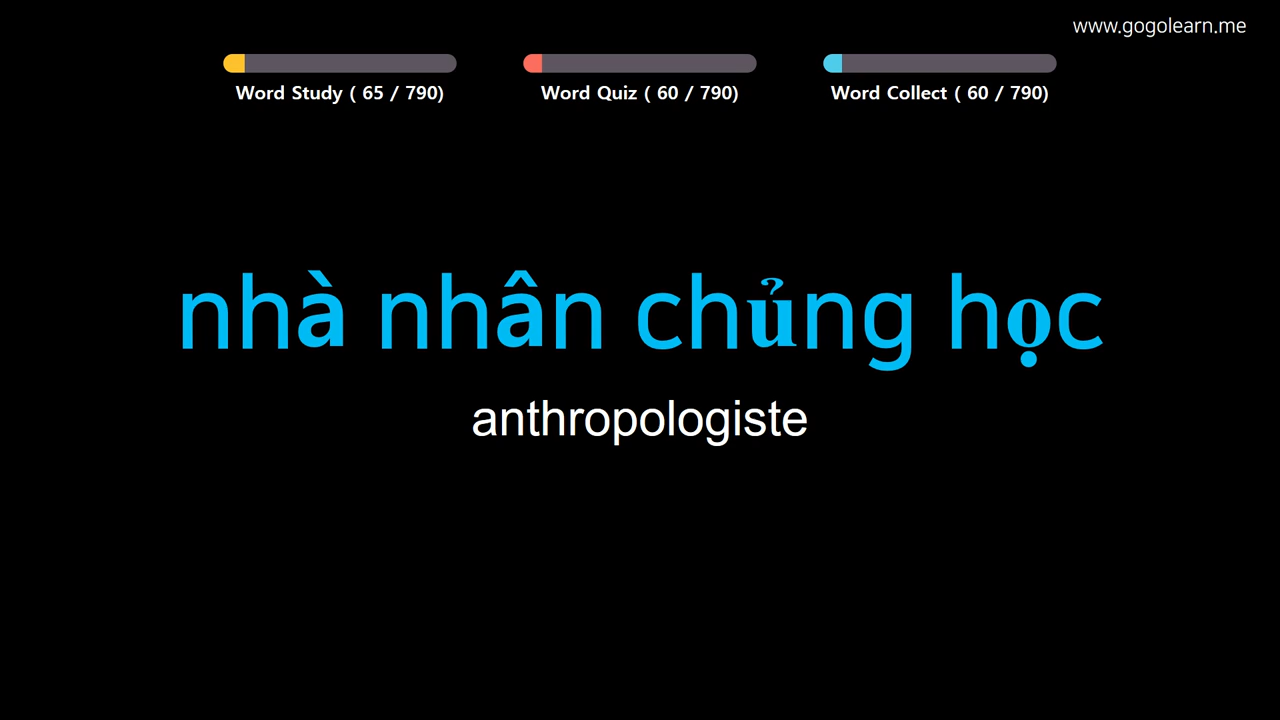 www.gogolearn.me
Word Study ( 65 / 790)
Word Quiz ( 60 / 790)
Word Collect ( 60 / 790)
nhà nhân chủng học
anthropologiste